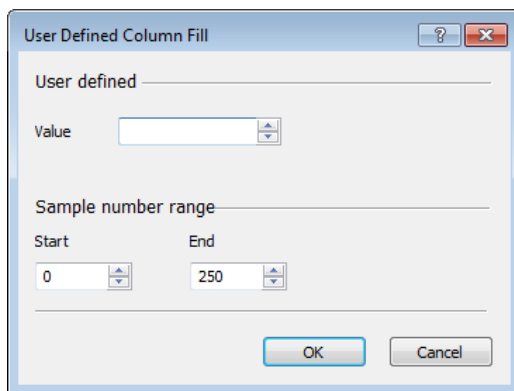 User Defined Column Fill
?
User defined
Value
Sample number range
Start End
0 250
OK Cancel